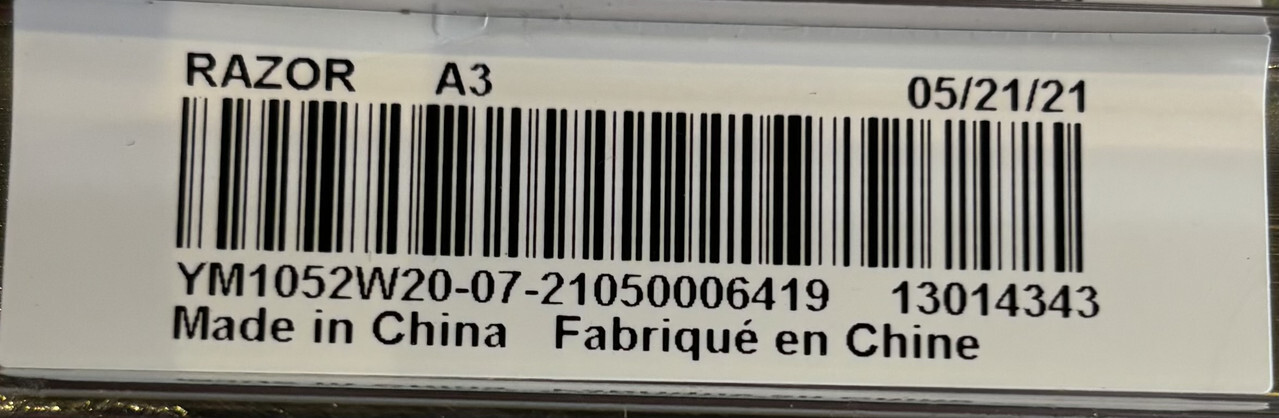 RAZOR A3 05/21/21
YM1052W20-07-21050006419 13014343
Made in China Fabriqué en Chine